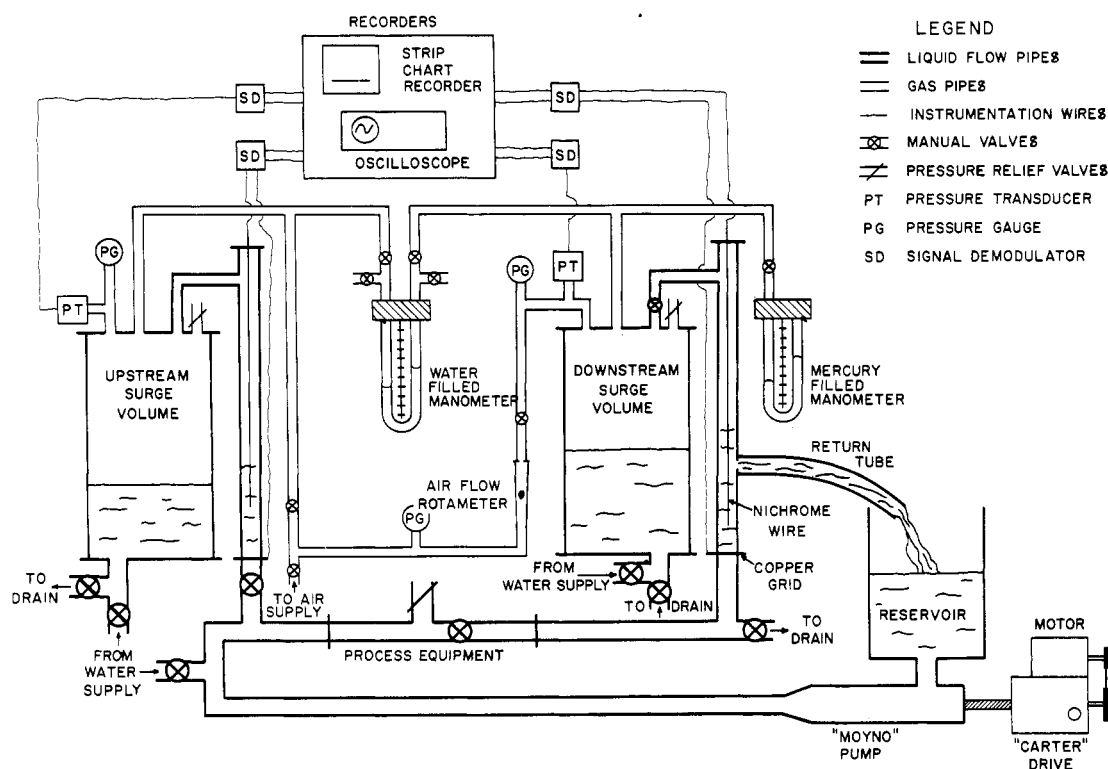 RECORDERS
STRIP
CHART
RECORDER
OSCILLOSCOPE
SD
SD
SD
SD
LEGEND
LIQUID FLOW PIPES
GAS PIPES
INSTRUMENTATION WIRES
MANUAL VALVES
PRESSURE RELIEF VALVES
PT PRESSURE TRANSDUCER
PG PRESSURE GAUGE
SD SIGNAL DEMODULATOR
PG
PT
PG
PT
UPSTREAM
SURGE
VOLUME
WATER
FILLED
MANOMETER
DOWNSTREAM
SURGE
VOLUME
MERCURY
FILLED
MANOMETER
RETURN
TUBE
AIR FLOW
ROTAMETER
PG
NICHROME
WIRE
COPPER
GRID
TO
DRAIN
TO AIR
SUPPLY
FROM
WATER SUPPLY
TO DRAIN
TO
DRAIN
RESERVOIR
FROM
WATER
SUPPLY
PROCESS EQUIPMENT
MOTOR
"MOYNO"
PUMP
"CARTER"
DRIVE